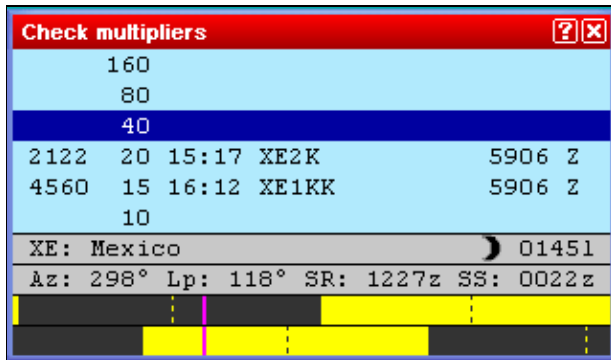 Check multipliers
160
80
40
2122 20 15:17 XE2K 5906 Z
4560 15 16:12 XE1KK 5906 Z
10
XE: Mexico 0145l
Az: 298° Lp: 118° SR: 1227z SS: 0022z